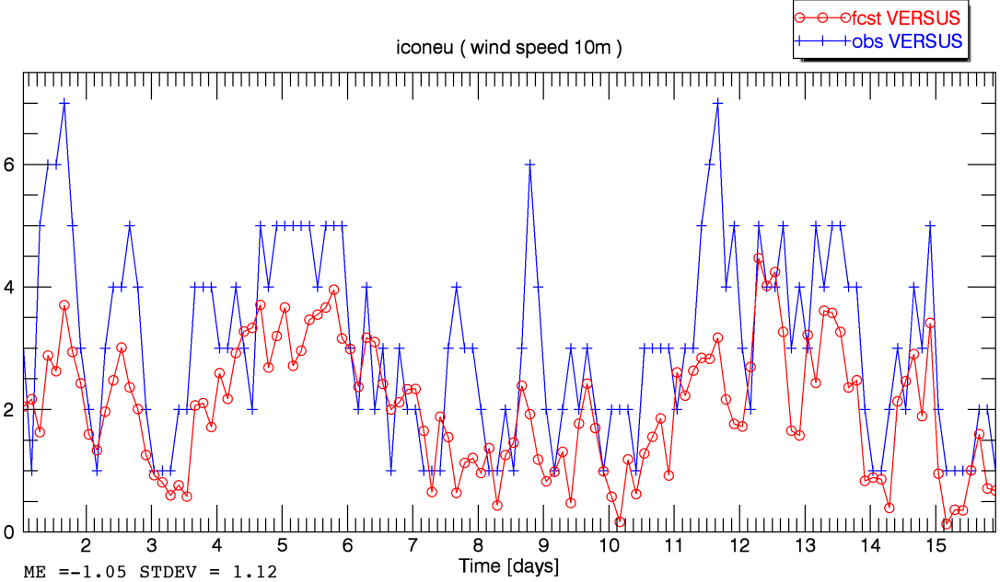 fcst VERSUS
obs VERSUS
iconeu ( wind speed 10m )
6
4
2
0
2 3 4 5 6 7 8 9 10 11 12 13 14 15
Time [days]
ME =-1.05 STDEV = 1.12